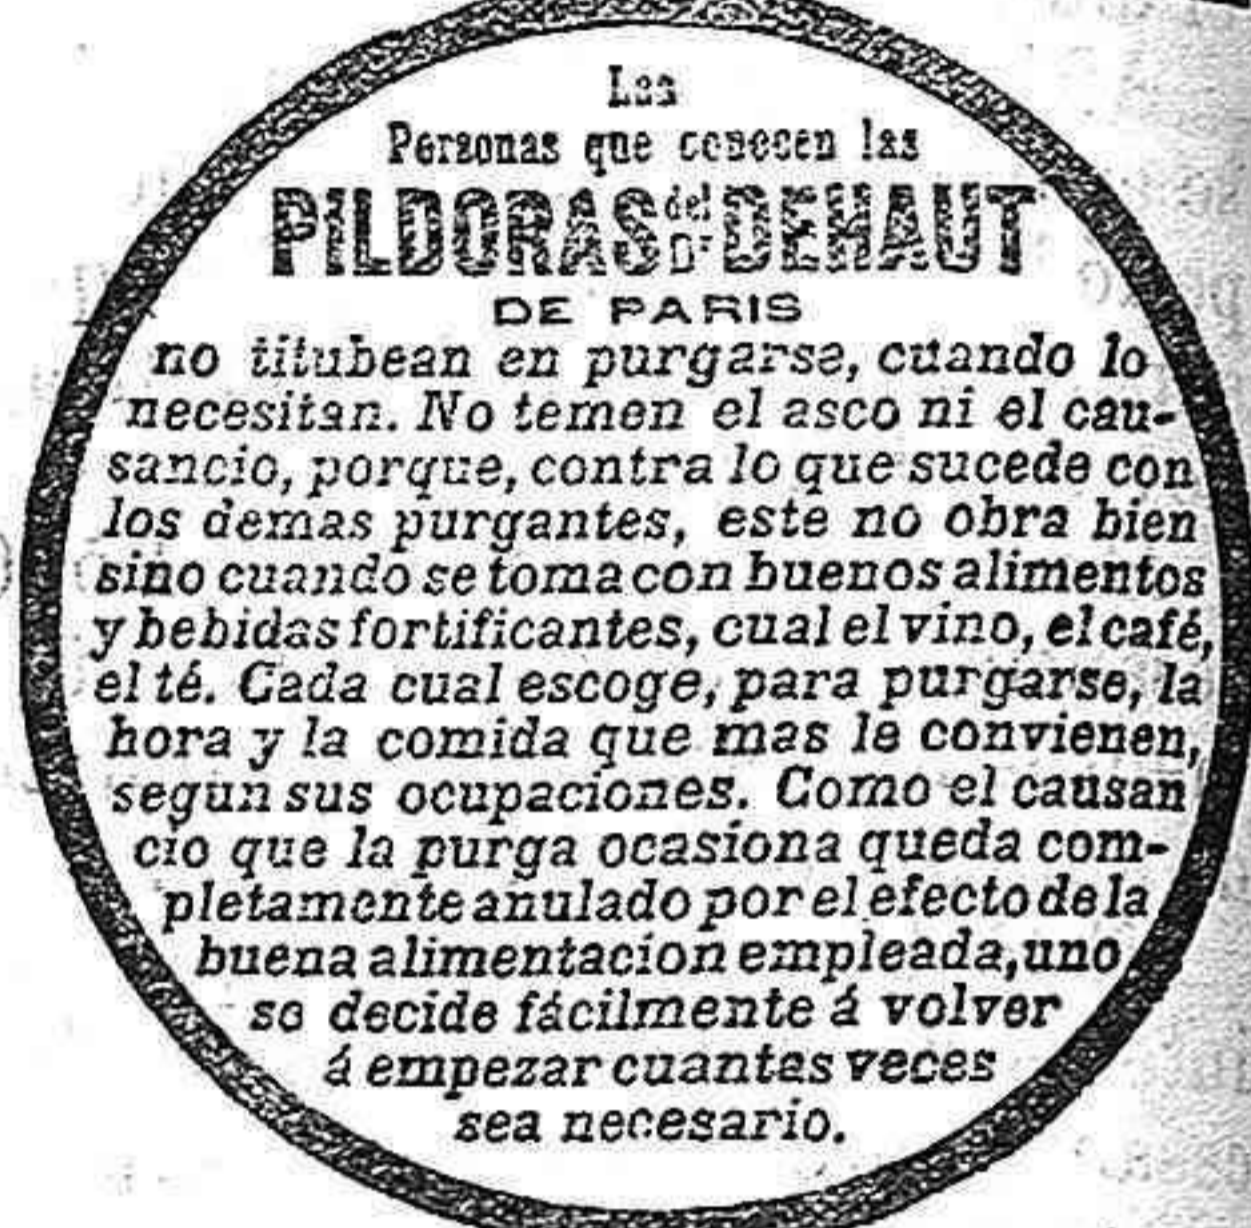 Las
Personas que conocen las
PILDORAS del Dr DEHAUT
DE PARIS
no titubean en purgarse, cuando lo
necesitan. No temen el asco ni el cau-
sancio, porque, contra lo que sucede con
los demas purgantes, este no obra bien
sino cuando se toma con buenos alimentos
y bebidas fortificantes, cual el vino, el café,
el té. Cada cual escoge, para purgarse, la
hora y la comida que mas le convienen,
segun sus ocupaciones. Como el causan
cio que la purga ocasiona queda com-
pletamente anulado por el efecto de la
buena alimentacion empleada, uno
se decide fácilmente á volver
á empezar cuantas veces
sea necesario.